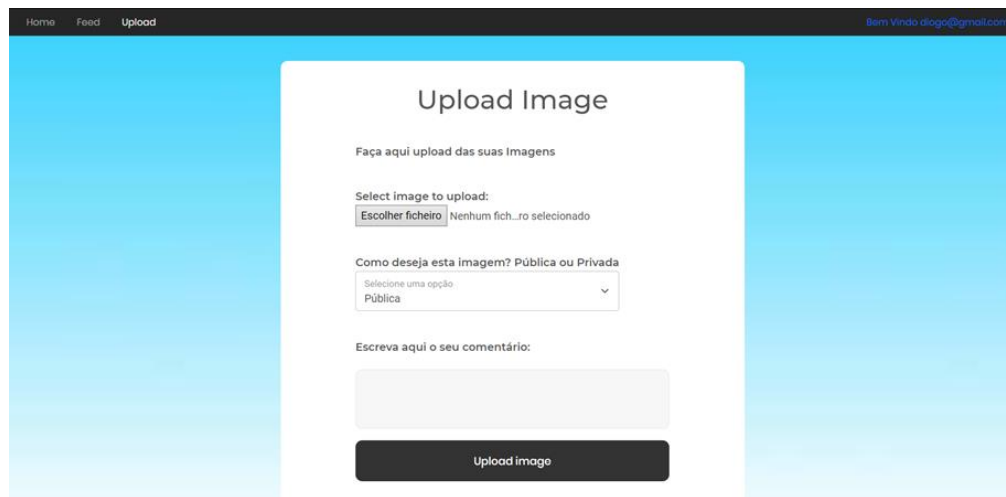 Home Feed Upload Bem Vindo diogo@gmail.com
Upload Image
Faça aqui upload das suas Imagens
Select image to upload:
Escolher ficheiro Nenhum fich...ro selecionado
Como deseja esta imagem? Pública ou Privada
Selecione uma opção
Pública
Escreva aqui o seu comentário:
Upload image